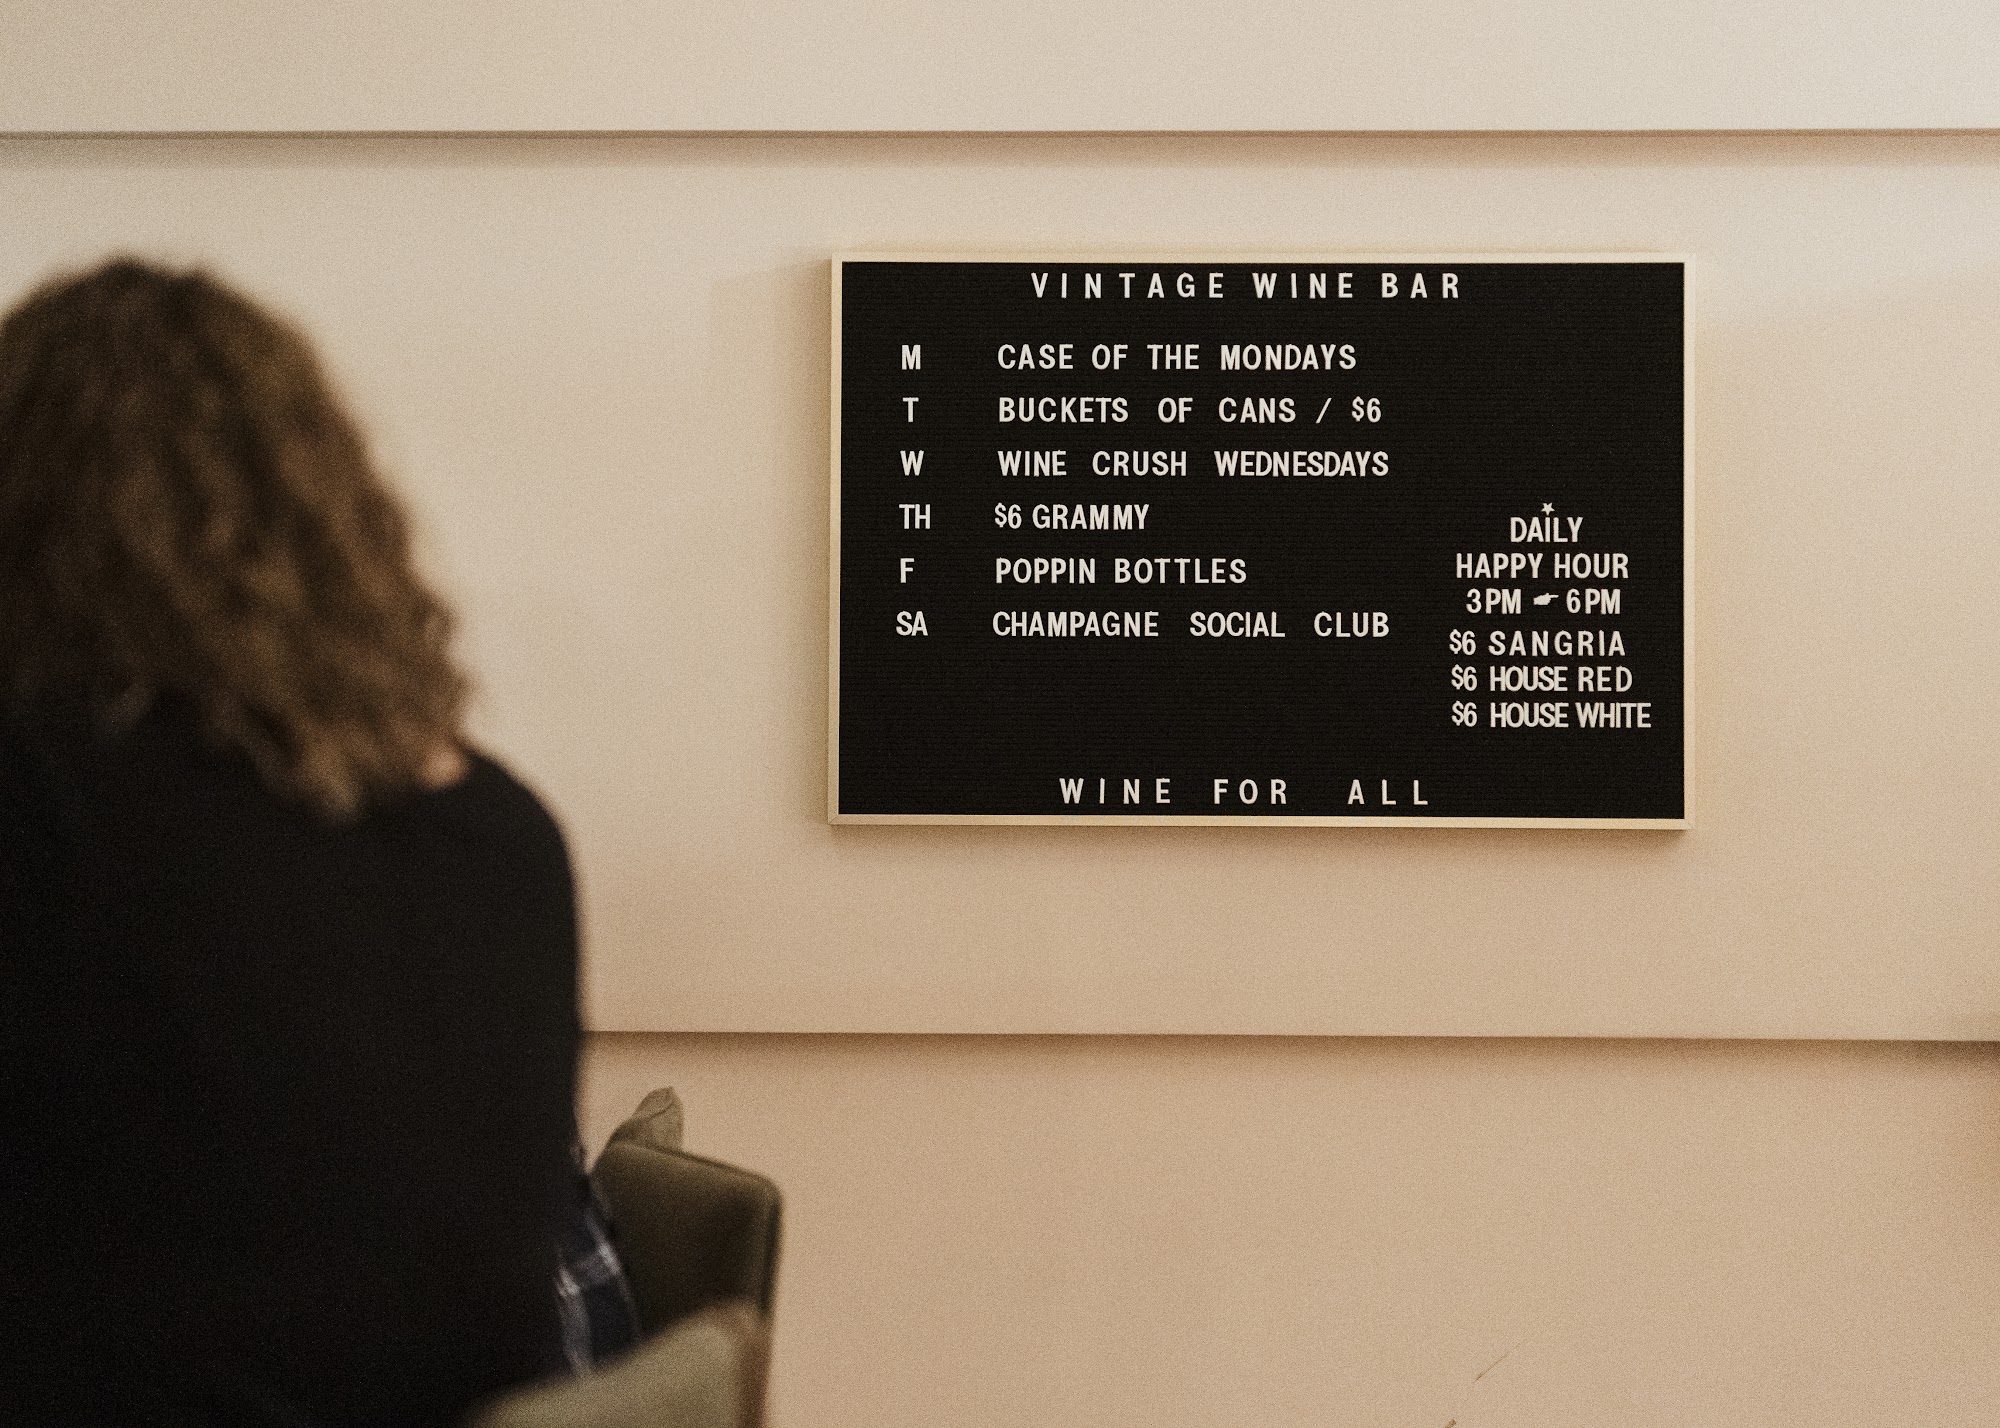 VINTAGE WINE BAR
M CASE OF THE MONDAYS
T BUCKETS OF CANS / $6
W WINE CRUSH WEDNESDAYS
TH $6 GRAMMY
F POPPIN BOTTLES
SA CHAMPAGNE SOCIAL CLUB
DAILY
HAPPY HOUR
3PM 6PM
$6 SANGRIA
$6 HOUSE RED
$6 HOUSE WHITE
WINE FOR ALL